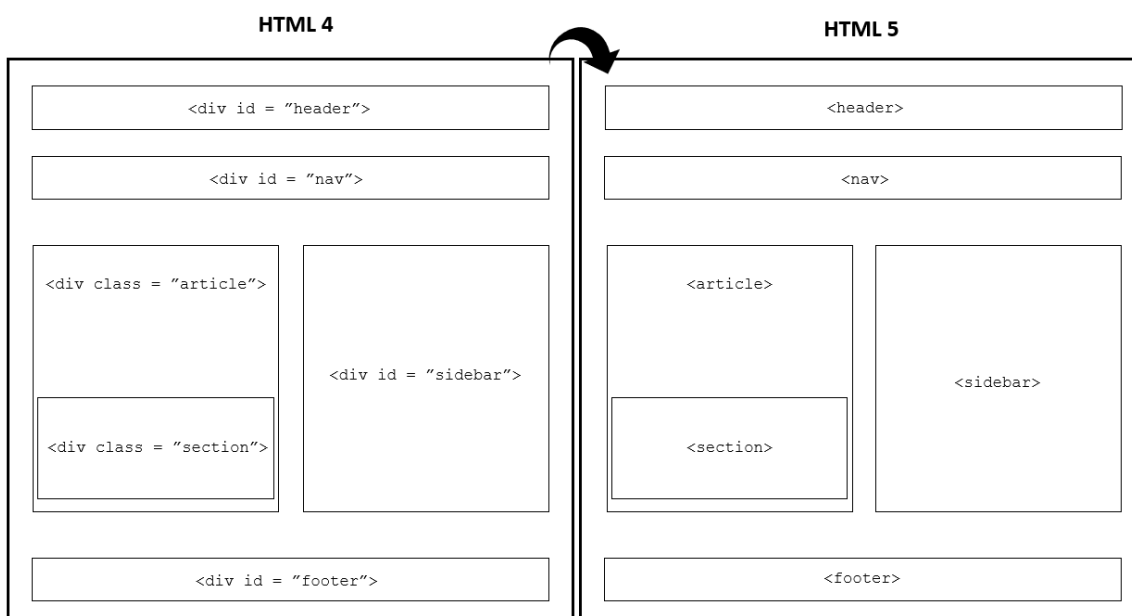 HTML 4
<div id = ”header”>
<div id = ”nav”>
<div class = ”article”>
<div id = ”sidebar”>
<div class = ”section”>
<div id = ”footer”>
HTML 5
<header>
<nav>
<article>
<sidebar>
<section>
<footer>